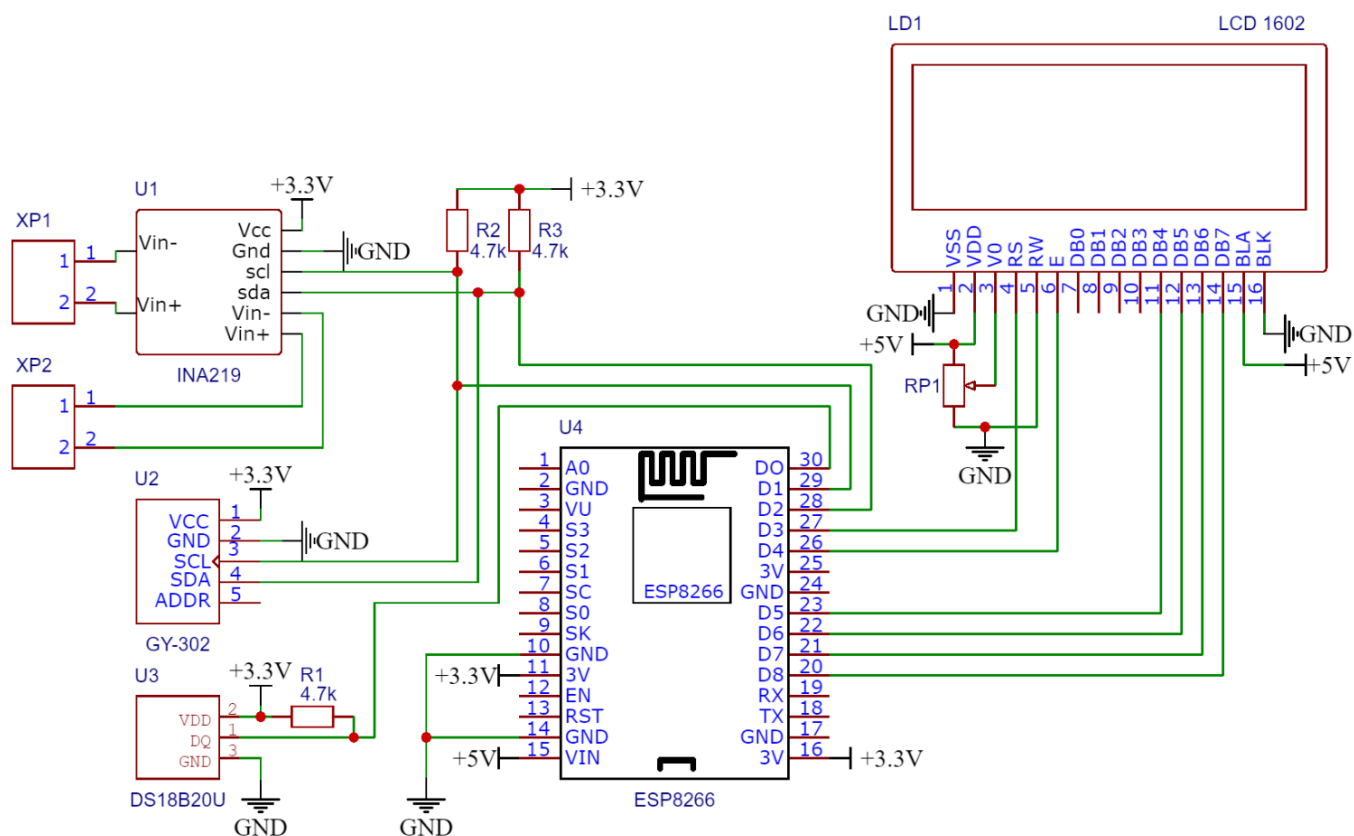 LD1 LCD 1602
VSS VDD V0 RS RW E DB0 DB1 DB2 DB3 DB4 DB5 DB6 DB7 BLA BLK
1 2 3 4 5 6 7 8 9 10 11 12 13 14 15 16
GND
+5V
RP1
GND
GND
+5V
XP1
1 1
2 2
U1
+3.3V
Vin-
Vin+
Vcc
Gnd
scl
sda
Vin-
Vin+
INA219
GND
R2
4.7k
R3
4.7k
+3.3V
XP2
1 1
2 2
U2
+3.3V
VCC 1
GND 2
SCL 3
SDA 4
ADDR 5
GY-302
GND
U3
+3.3V
R1
4.7k
VDD 2
DQ 1
GND 3
DS18B20U
GND
U4
1 A0 DO 30
2 GND D1 29
3 VU D2 28
4 S3 D3 27
5 S2 D4 26
6 S1 3V 25
7 SC GND 24
8 S0 D5 23
9 SK D6 22
10 GND D7 21
+3.3V 11 3V D8 20
12 EN RX 19
13 RST TX 18
14 GND GND 17
+5V 15 VIN 3V 16 +3.3V
ESP8266
ESP8266
GND